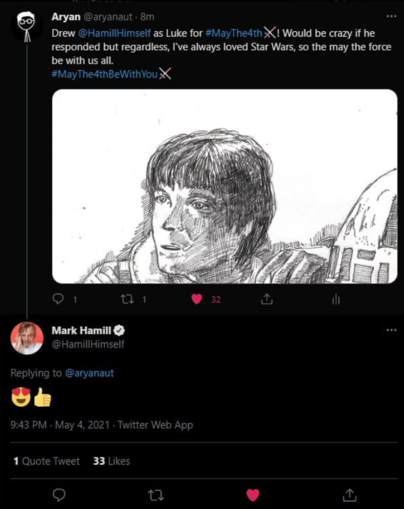 Aryan @aryanaut · 8m
Drew @HamillHimself as Luke for #MayThe4th! Would be crazy if he
responded but regardless, I've always loved Star Wars, so the may the force
be with us all.
#MayThe4thBeWithYou
1 1 32
Mark Hamill
@HamillHimself
Replying to @aryanaut
😍👍
9:43 PM · May 4, 2021 · Twitter Web App
1 Quote Tweet 33 Likes